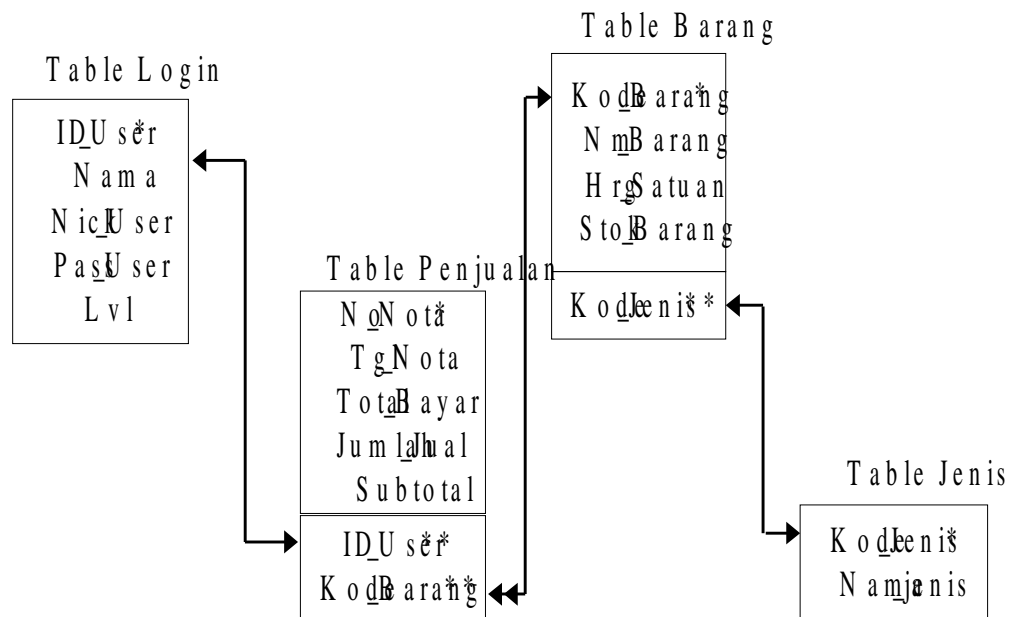 Table Login
ID_User*
Nama
Nick_User
Pass_User
Lvl
Table Penjualan
No_Nota*
Tg_Nota
Total_Bayar
Jumlah_Jual
Subtotal
ID_User**
Kode_Barang**
Table Barang
Kode_Barang*
Nm_Barang
Hrg_Satuan
Stok_Barang
Kode_Jenis**
Table Jenis
Kode_Jenis*
Nama_jenis